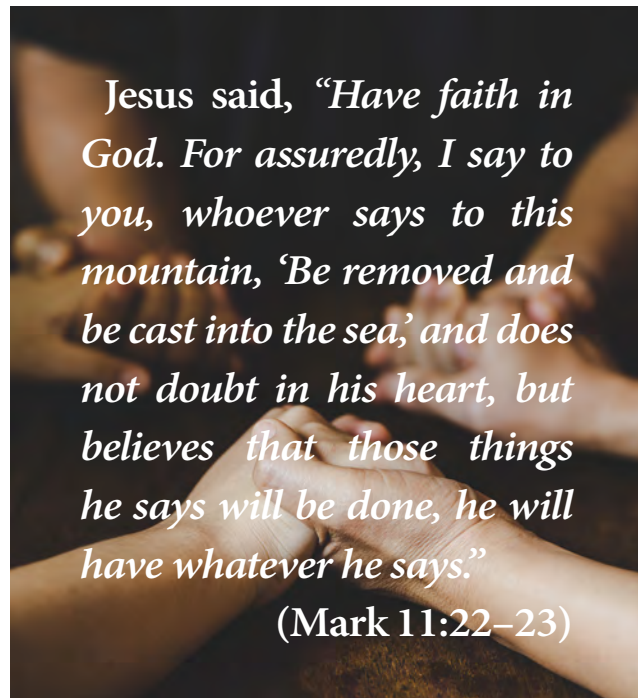 Jesus said, “Have faith in
God. For assuredly, I say to
you, whoever says to this
mountain, ‘Be removed and
be cast into the sea,’ and does
not doubt in his heart, but
believes that those things
he says will be done, he will
have whatever he says.”
(Mark 11:22–23)